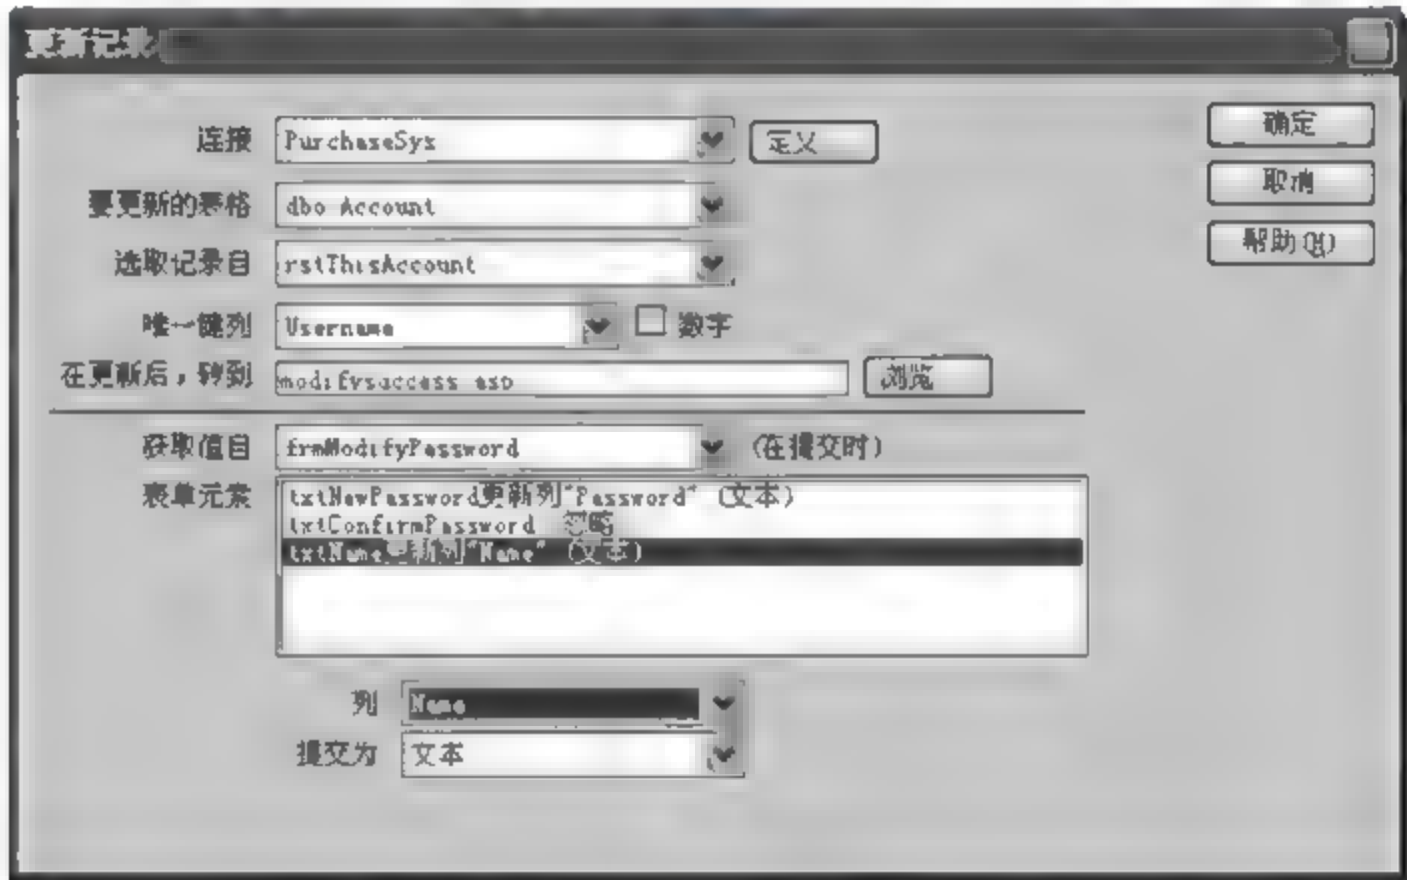 更新记录
连接 PurchaseSys 定义 确定
要更新的表格 dbo Account 取消
选取记录自 rstThisAccount 帮助(H)
唯一键列 Username 数字
在更新后，转到 modifysuccess asp 浏览
获取值自 frmModifyPassword (在提交时)
表单元素 txtNewPassword更新列"Password" (文本)
txtConfirmPassword 忽略
txtName更新列"Name" (文本)
列 Name
提交为 文本